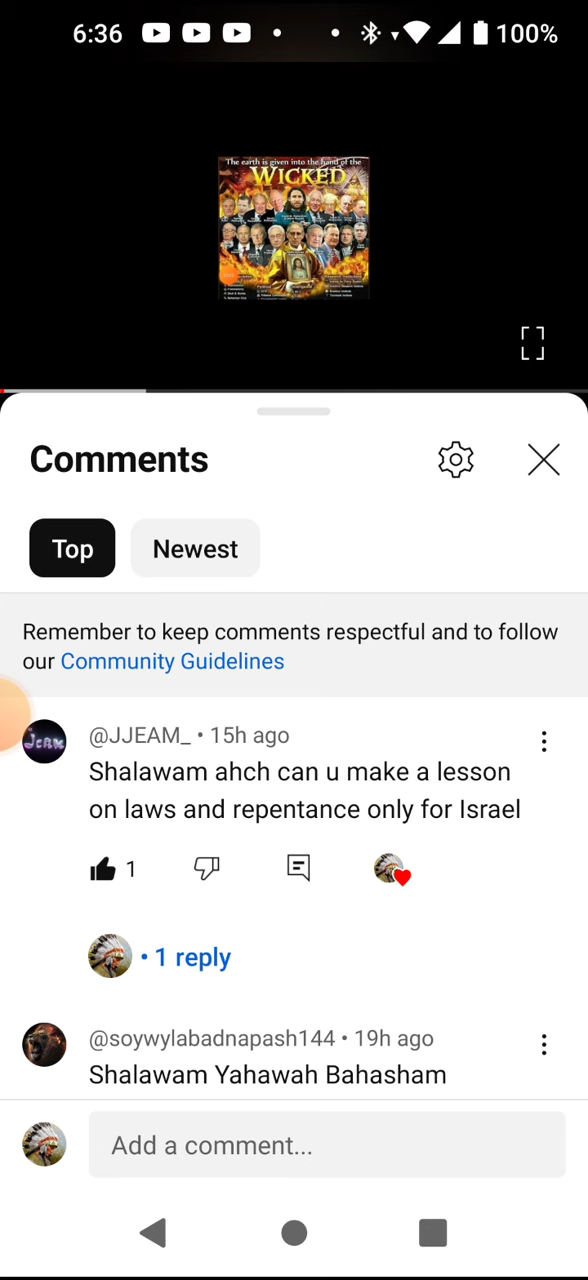 6:36
100%
The earth is given into the hand of the
WICKED
Comments
Top
Newest
Remember to keep comments respectful and to follow
our Community Guidelines
@JJEAM_ • 15h ago
Shalawam ahch can u make a lesson
on laws and repentance only for Israel
1
• 1 reply
@soywylabadnapash144 • 19h ago
Shalawam Yahawah Bahasham
Add a comment...